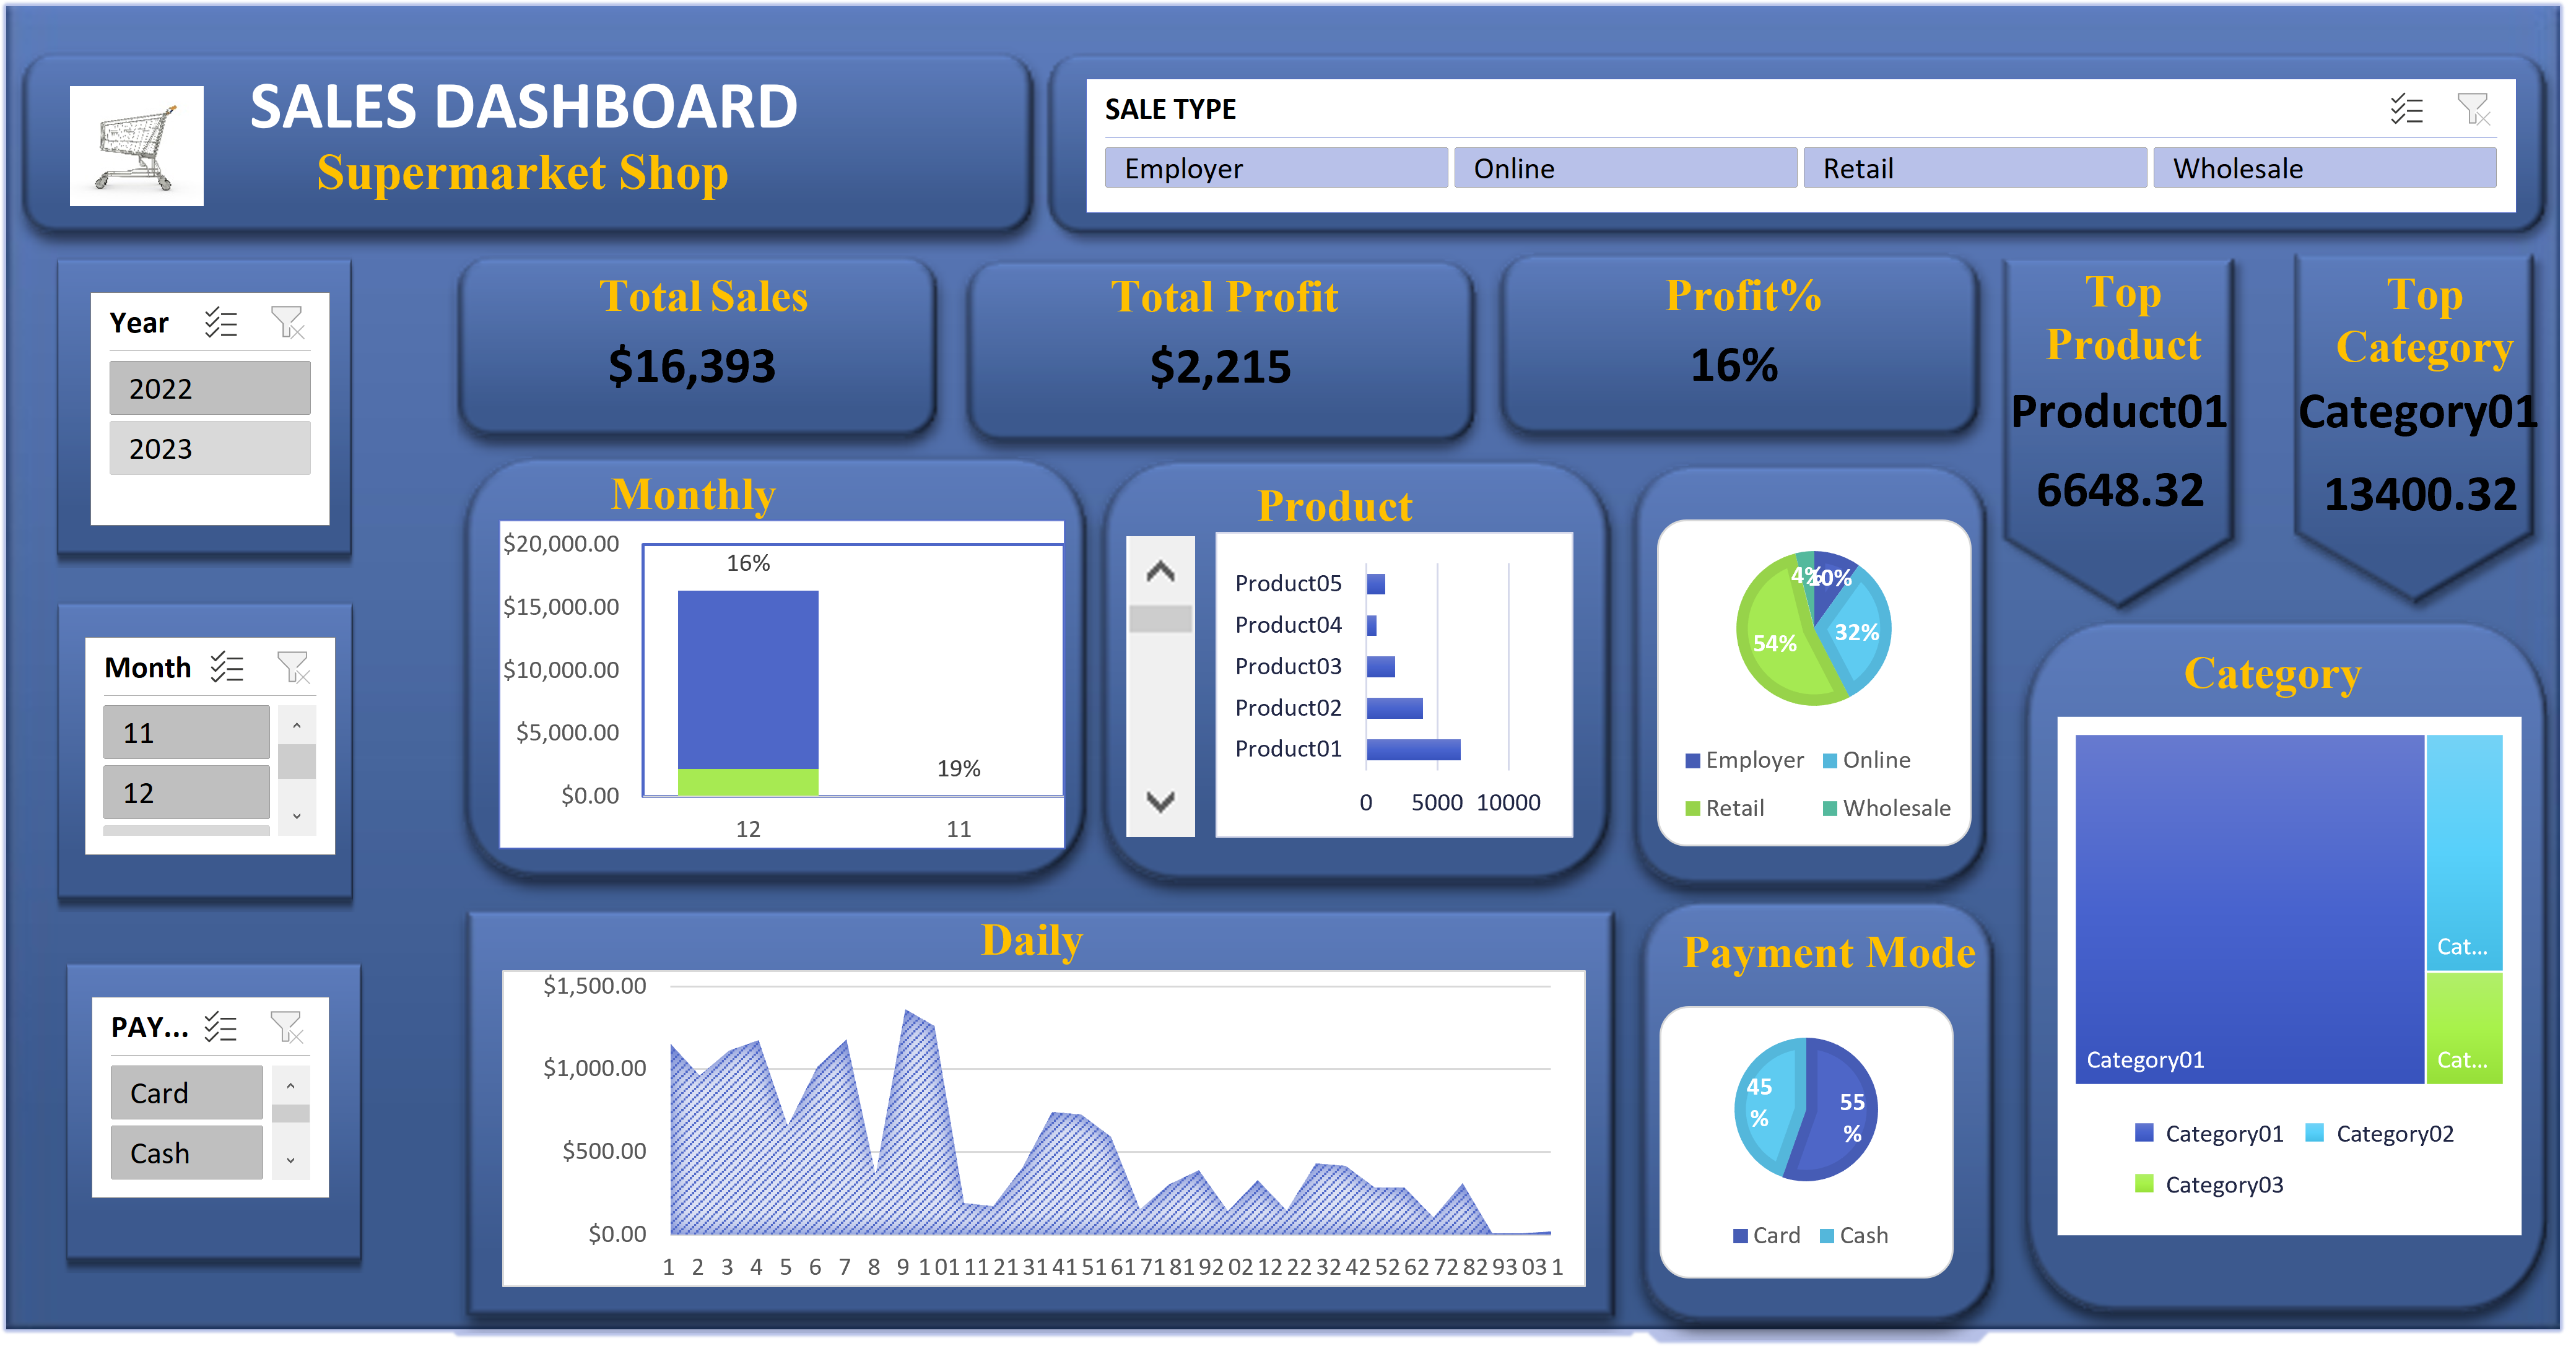 SALES DASHBOARD
Supermarket Shop
SALE TYPE
Employer Online Retail Wholesale
Year
2022
2023
Month
11
12
PAY...
Card
Cash
Total Sales
$16,393
Total Profit
$2,215
Profit%
16%
Top
Product
Product01
6648.32
Top
Category
Category01
13400.32
Monthly
$20,000.00
$15,000.00
$10,000.00
$5,000.00
$0.00
16%
19%
12 11
Product
Product05
Product04
Product03
Product02
Product01
0 5000 10000
4% 10%
32%
54%
Employer Online
Retail Wholesale
Daily
$1,500.00
$1,000.00
$500.00
$0.00
1 2 3 4 5 6 7 8 9 10 11 12 13 14 15 16 17 18 19 20 21 22 23 24 25 26 27 28 29 30 31
Payment Mode
45
%
55
%
Card Cash
Category
Category01
Cat...
Cat...
Category01 Category02
Category03